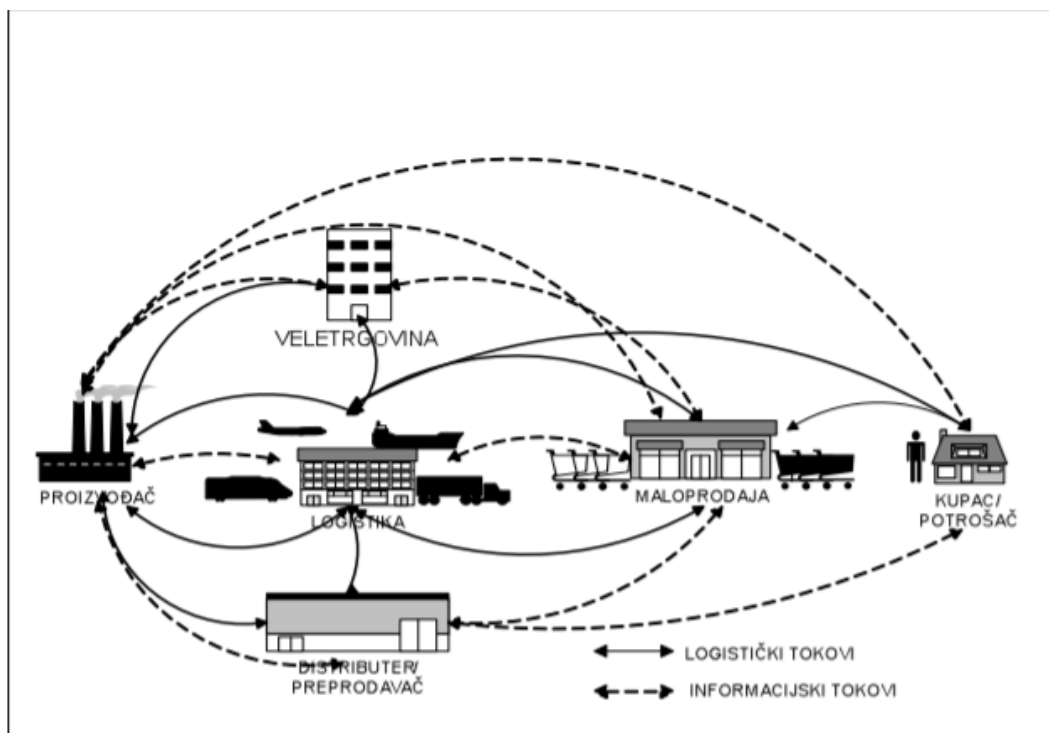 VELETRGOVINA
PROIZVOĐAČ
LOGISTIKA
MALOPRODAJA
KUPAC/
POTROŠAČ
DISTRIBUTER/
PREPRODAVAČ
LOGISTIČKI TOKOVI
INFORMACIJSKI TOKOVI